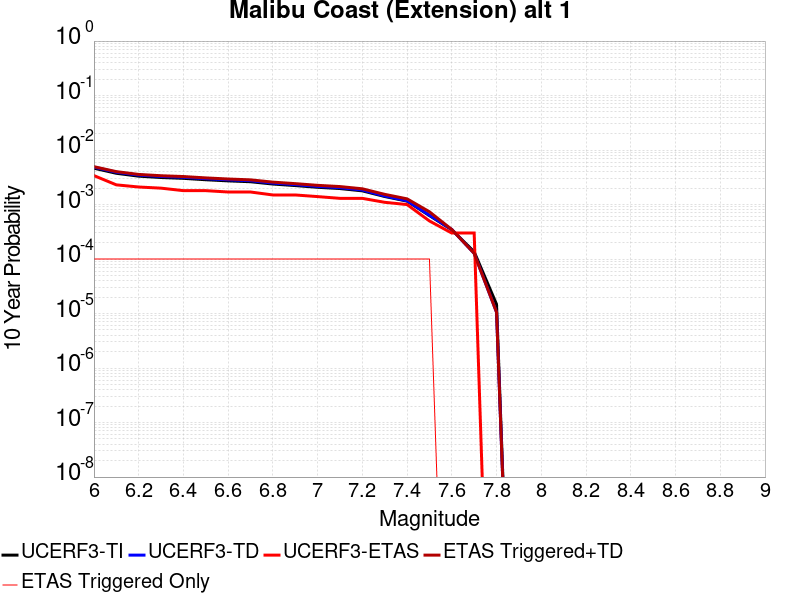 Malibu Coast (Extension) alt 1
10^0
10^-1
10^-2
10^-3
10^-4
10^-5
10^-6
10^-7
10^-8
10 Year Probability
6 6.2 6.4 6.6 6.8 7 7.2 7.4 7.6 7.8 8 8.2 8.4 8.6 8.8 9
Magnitude
UCERF3-TI UCERF3-TD UCERF3-ETAS ETAS Triggered+TD
ETAS Triggered Only